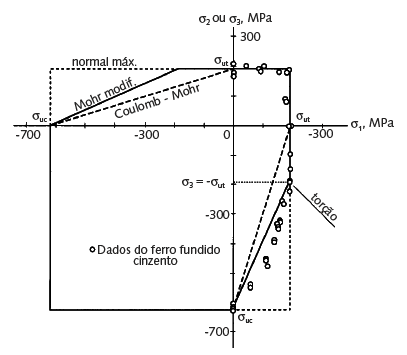 σ₂ ou σ₃, MPa
300
normal máx.
σut
Mohr modif.
Coulomb - Mohr
σuc
σut
-700
-300
0
-300
σ₁, MPa
σ₃ = -σut
torção
-300
Dados do ferro fundido
cinzento
σuc
-700